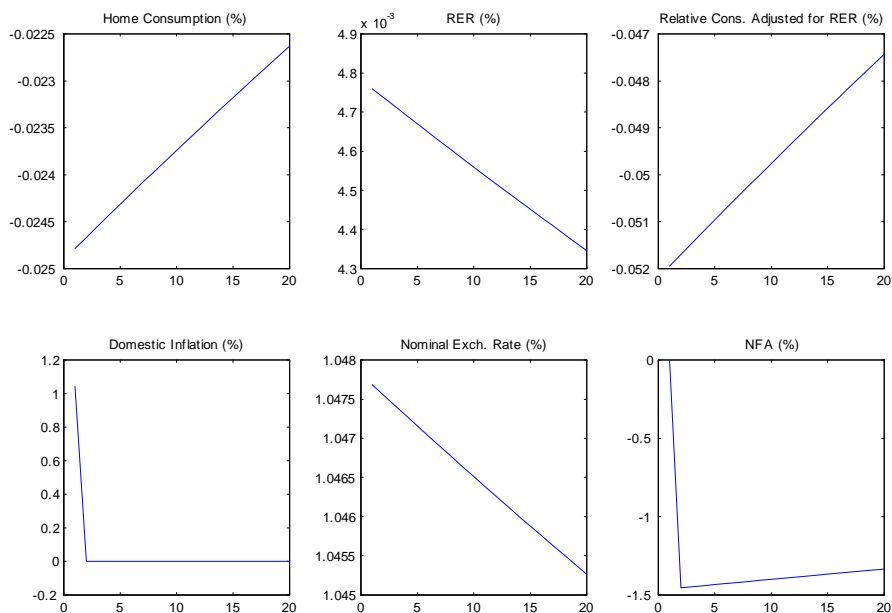 Home Consumption (%)
-0.0225
-0.023
-0.0235
-0.024
-0.0245
-0.025
0 5 10 15 20
RER (%)
x 10⁻³
4.9
4.8
4.7
4.6
4.5
4.4
4.3
0 5 10 15 20
Relative Cons. Adjusted for RER (%)
-0.047
-0.048
-0.049
-0.05
-0.051
-0.052
0 5 10 15 20
Domestic Inflation (%)
1.2
1
0.8
0.6
0.4
0.2
0
-0.2
0 5 10 15 20
Nominal Exch. Rate (%)
1.048
1.0475
1.047
1.0465
1.046
1.0455
1.045
0 5 10 15 20
NFA (%)
0
-0.5
-1
-1.5
0 5 10 15 20